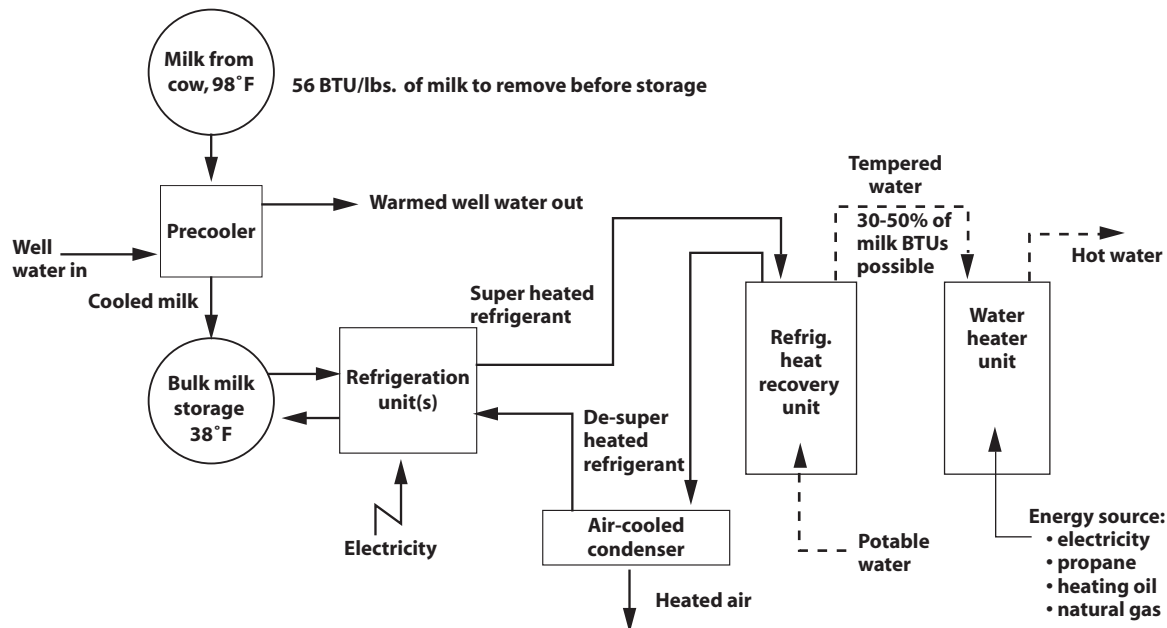 Milk from
cow, 98˚F
56 BTU/lbs. of milk to remove before storage
Precooler
Warmed well water out
Well
water in
Cooled milk
Bulk milk
storage
38˚F
Refrigeration
unit(s)
Electricity
Super heated
refrigerant
De-super
heated
refrigerant
Air-cooled
condenser
Heated air
Tempered
water
30-50% of
milk BTUs
possible
Refrig.
heat
recovery
unit
Potable
water
Water
heater
unit
Hot water
Energy source:
• electricity
• propane
• heating oil
• natural gas